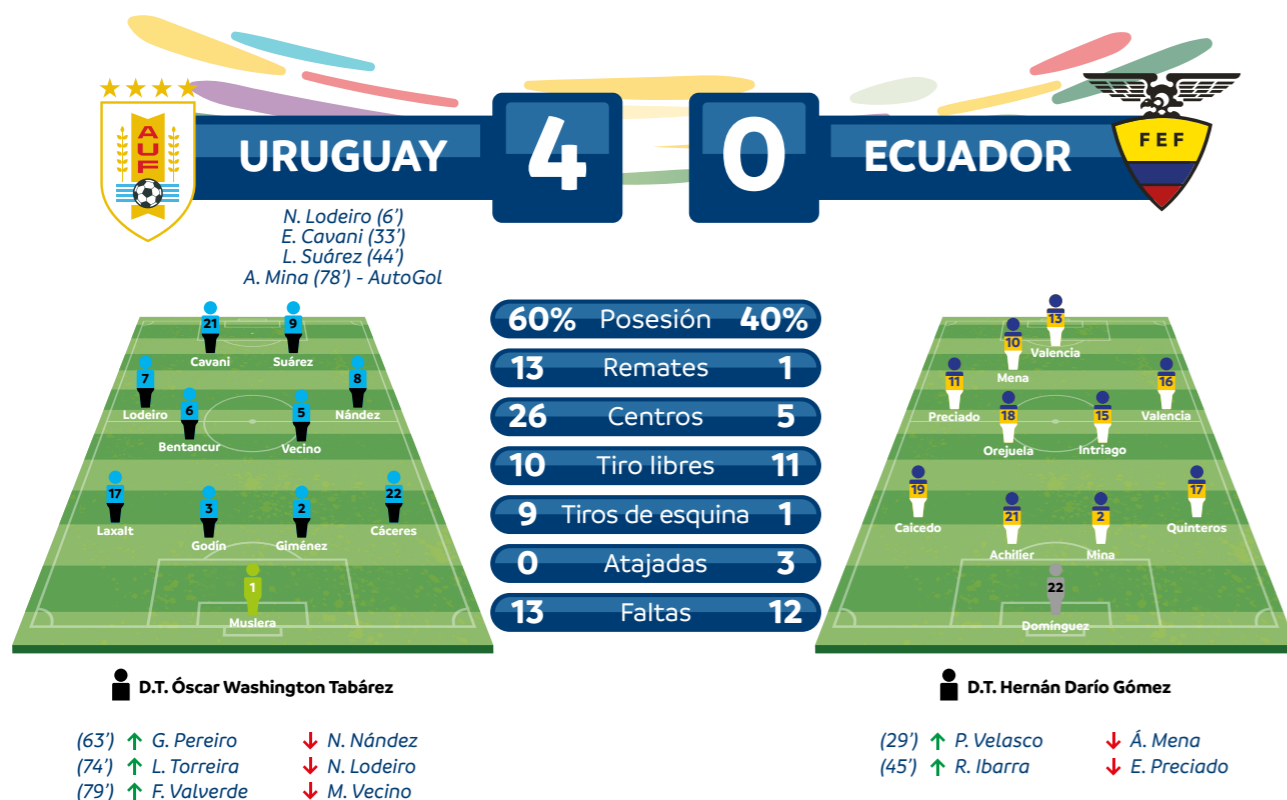 AUF
URUGUAY 4 0 ECUADOR
FEF
N. Lodeiro (6’)
E. Cavani (33’)
L. Suárez (44’)
A. Mina (78’) - AutoGol
60% Posesión 40%
13 Remates 1
26 Centros 5
10 Tiro libres 11
9 Tiros de esquina 1
0 Atajadas 3
13 Faltas 12
21 9
Cavani Suárez
7 8
Lodeiro Nández
6 5
Bentancur Vecino
17 22
Laxalt Cáceres
3 2
Godín Giménez
1
Muslera
13
Valencia
10
Mena
11 16
Preciado Valencia
18 15
Orejuela Intriago
19 17
Caicedo Quinteros
21 2
Achilier Mina
22
Domínguez
D.T. Óscar Washington Tabárez
(63’) ↑ G. Pereiro ↓ N. Nández
(74’) ↑ L. Torreira ↓ N. Lodeiro
(79’) ↑ F. Valverde ↓ M. Vecino
D.T. Hernán Darío Gómez
(29’) ↑ P. Velasco ↓ Á. Mena
(45’) ↑ R. Ibarra ↓ E. Preciado